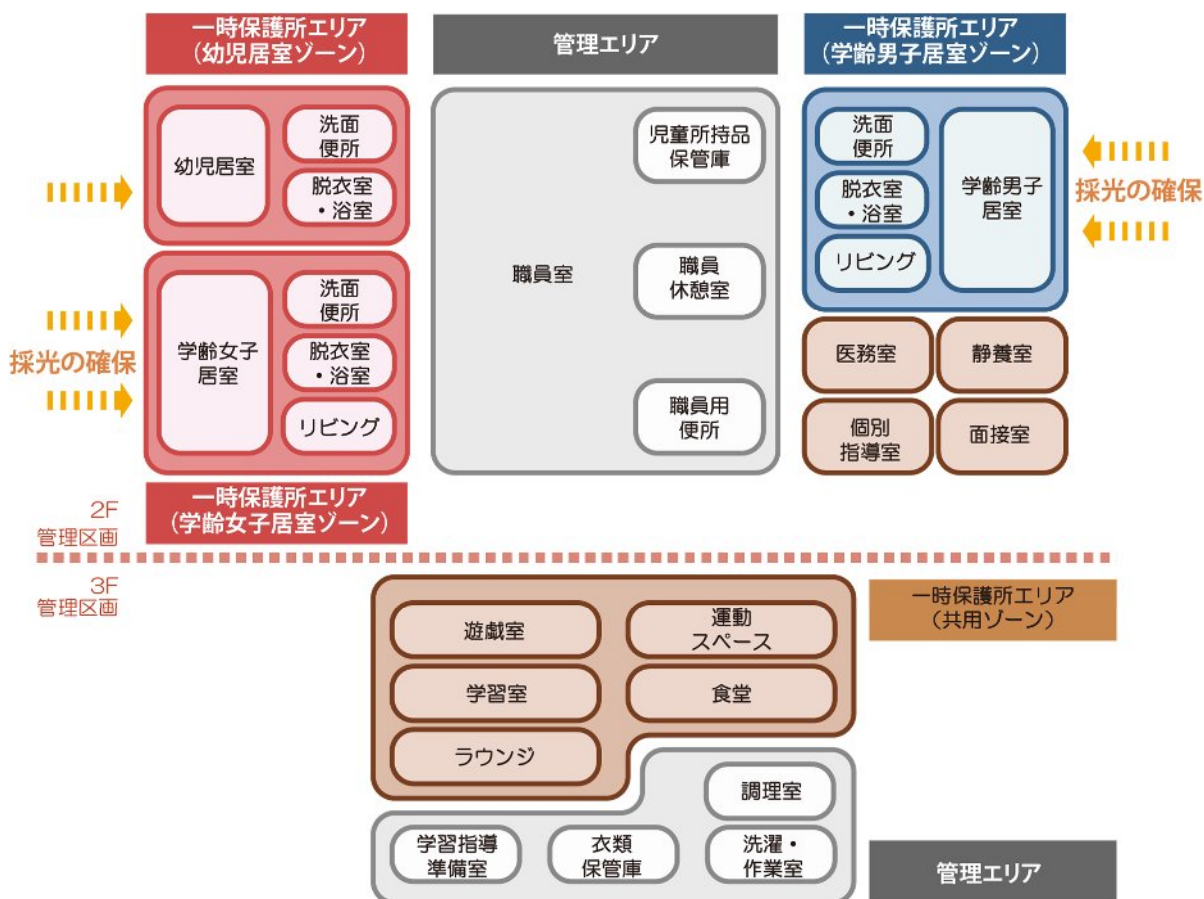 一時保護所エリア
(幼児居室ゾーン)
管理エリア
一時保護所エリア
(学齢男子居室ゾーン)
幼児居室
洗面
便所
脱衣室
・浴室
学齢女子
居室
洗面
便所
脱衣室
・浴室
リビング
採光の確保
一時保護所エリア
(学齢女子居室ゾーン)
職員室
児童所持品
保管庫
職員
休憩室
職員用
便所
洗面
便所
脱衣室
・浴室
リビング
学齢男子
居室
採光の確保
医務室
静養室
個別
指導室
面接室
2F
管理区画
3F
管理区画
一時保護所エリア
(共用ゾーン)
遊戯室
運動
スペース
学習室
食堂
ラウンジ
調理室
学習指導
準備室
衣類
保管庫
洗濯・
作業室
管理エリア